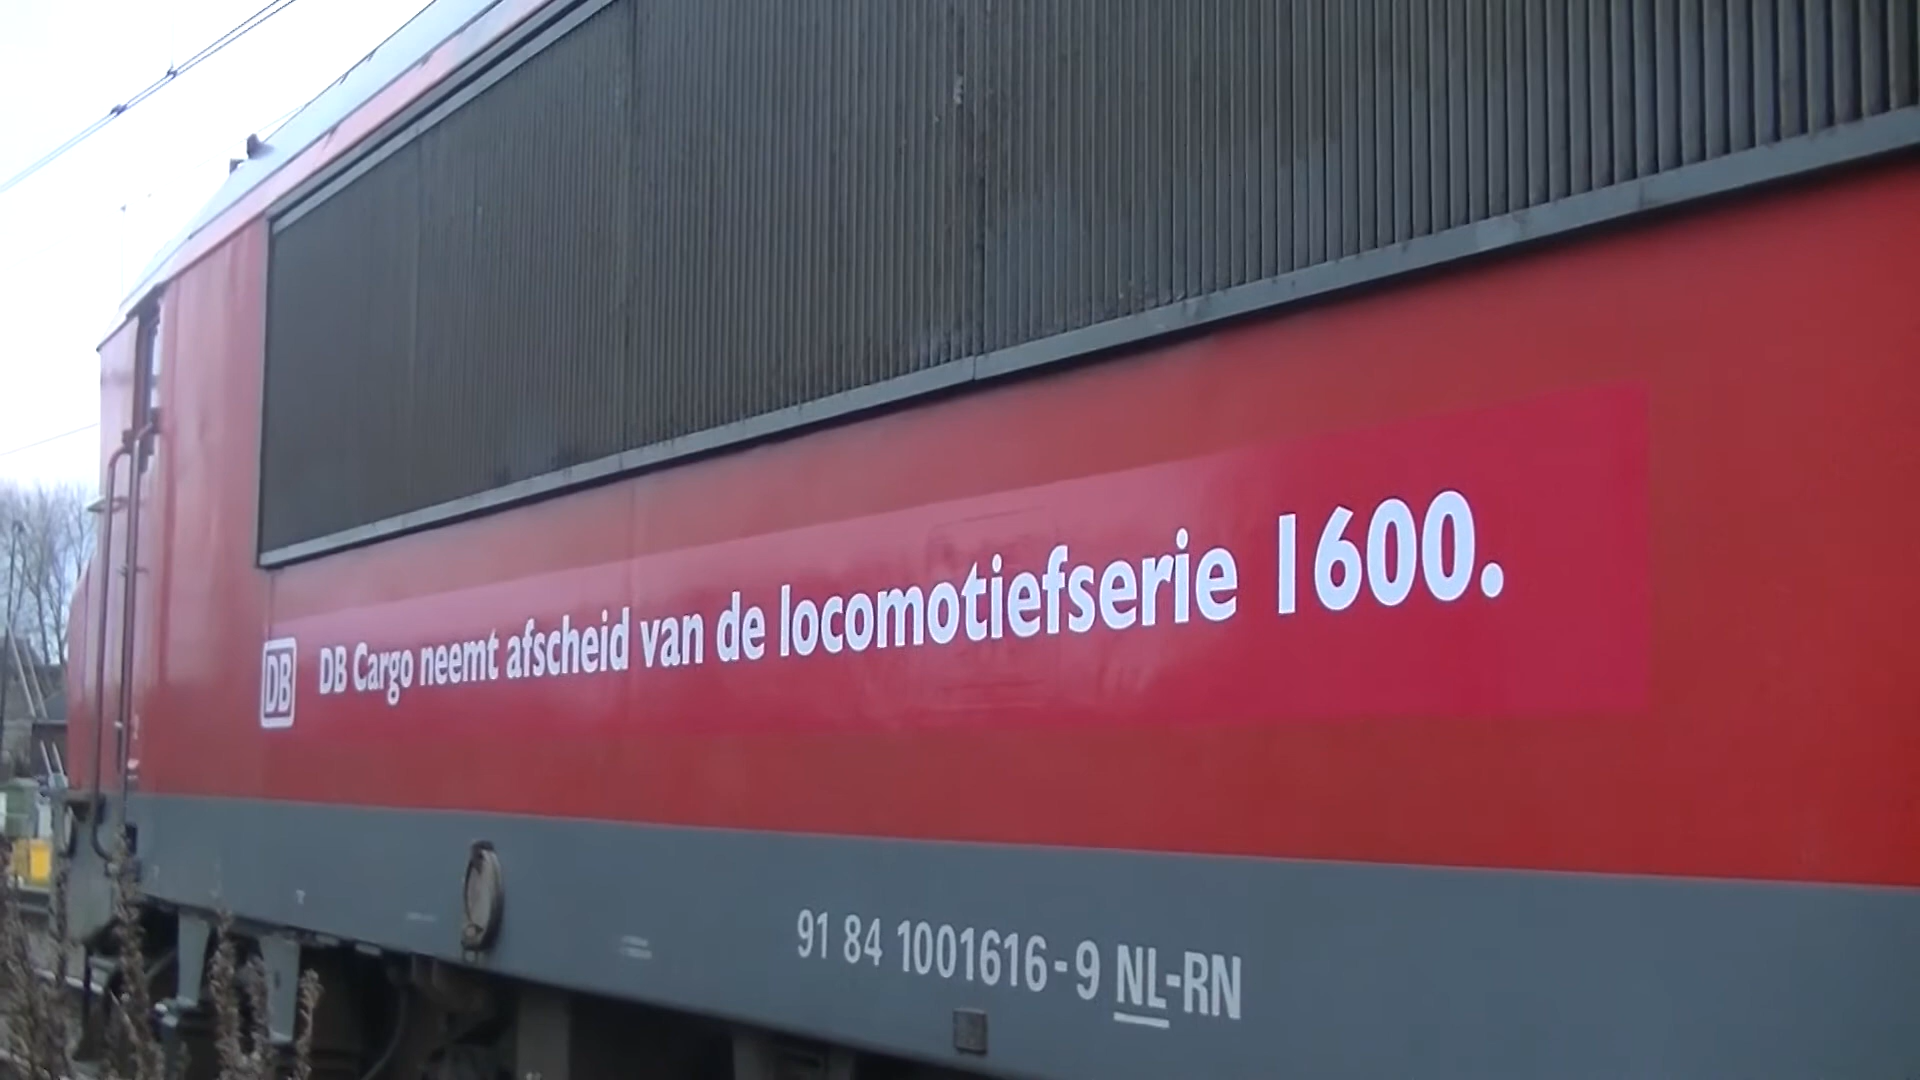 DB DB Cargo neemt afscheid van de locomotiefserie 1600.
91 84 1001616-9 NL-RN